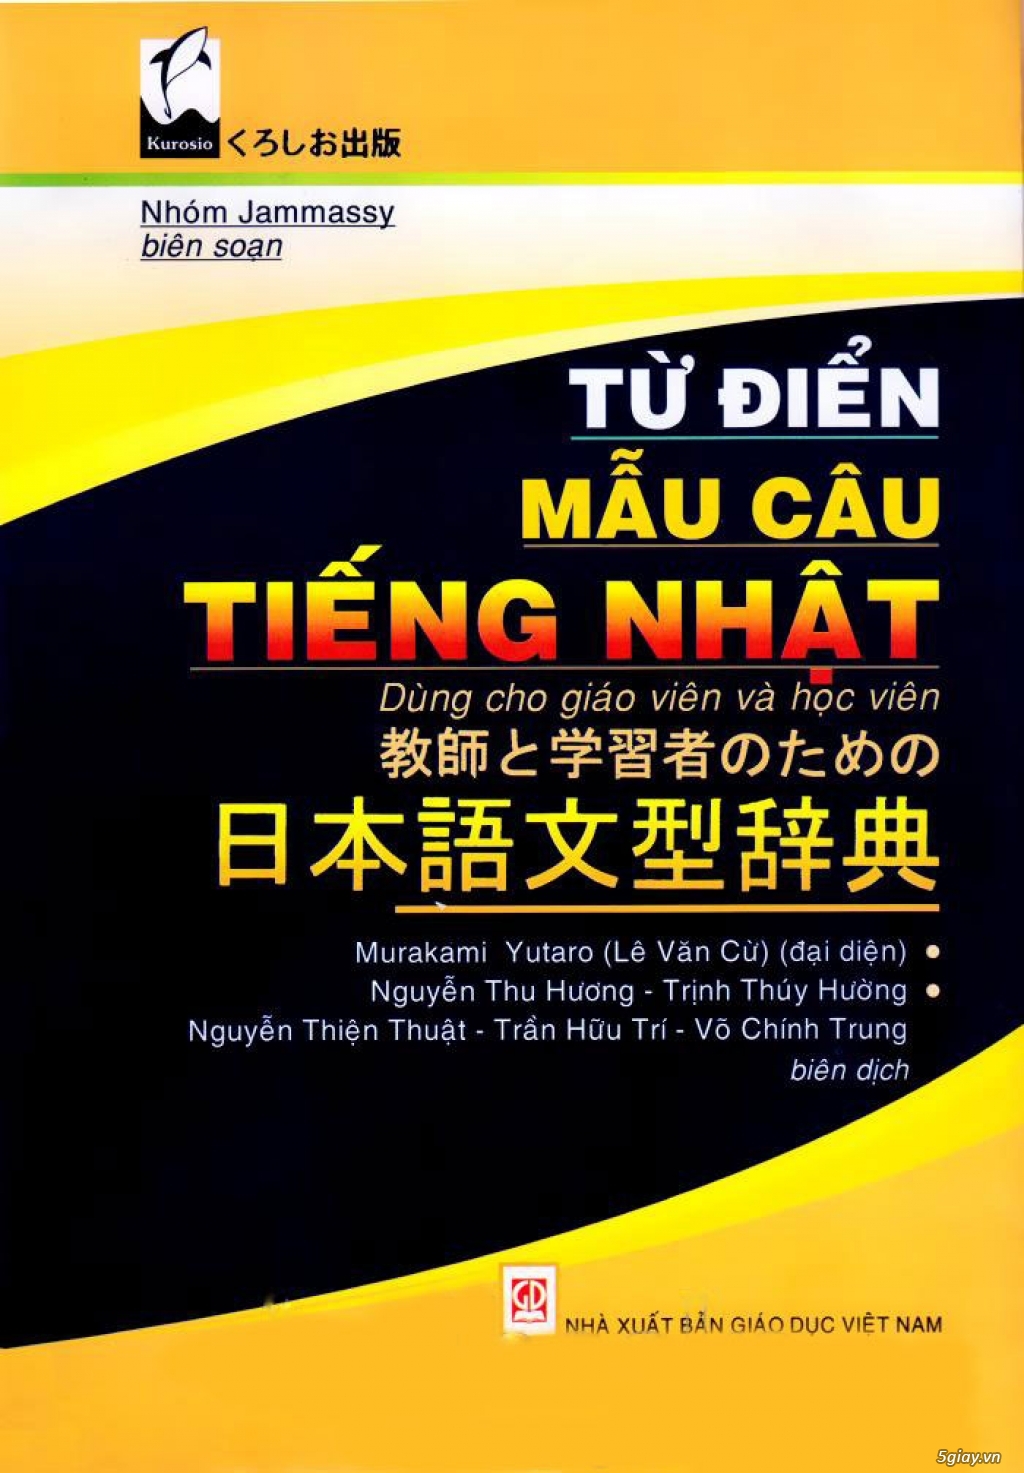 Kurosio くろしお出版
Nhóm Jammassy
biên soạn
TỪ ĐIỂN
MẪU CÂU
TIẾNG NHẬT
Dùng cho giáo viên và học viên
教師と学習者のための
日本語文型辞典
Murakami Yutaro (Lê Văn Cừ) (đại diện) •
Nguyễn Thu Hương - Trịnh Thúy Hường •
Nguyễn Thiện Thuật - Trần Hữu Trí - Võ Chính Trung
biên dịch
GD
NHÀ XUẤT BẢN GIÁO DỤC VIỆT NAM
5giay.vn